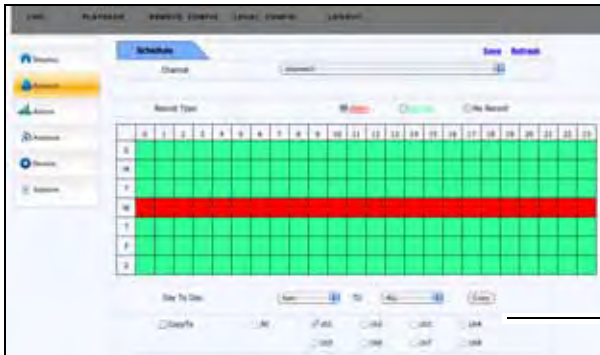 LIVE PLAYBACK REMOTE CONFIG LOCAL CONFIG LOGOUT
Schedule Save Refresh
Display
Channel Channel1
Record
Record Type Alarm Normal No Record
0 1 2 3 4 5 6 7 8 9 10 11 12 13 14 15 16 17 18 19 20 21 22 23
Network
Alarm
S
M
Device
T
System
W
T
F
S
Day To Day Sun TO ALL Copy
CopyTo All CH1 CH2 CH3 CH4
CH5 CH6 CH7 CH8